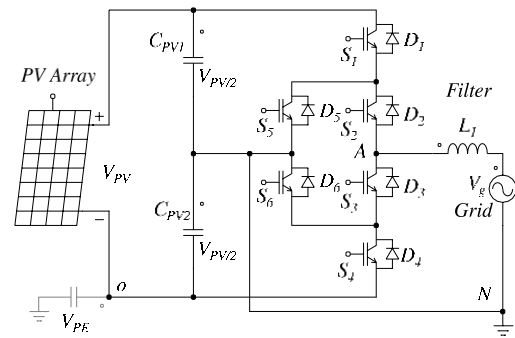 C_PV1
S_1
D_1
PV Array
V_PV/2
Filter
+
S_5
D_5
S_2
D_2
L_1
A
V_PV
S_6
D_6
S_3
D_3
V_g
Grid
C_PV2
–
V_PV/2
S_4
D_4
o
N
V_PE